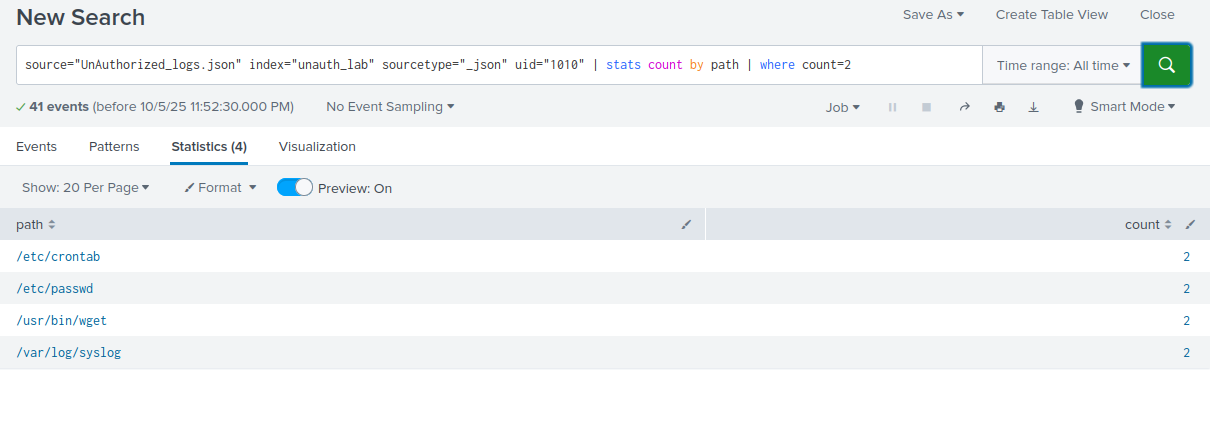 New Search
Save As
Create Table View
Close
source="UnAuthorized_logs.json" index="unauth_lab" sourcetype="_json" uid="1010" | stats count by path | where count=2
Time range: All time
41 events (before 10/5/25 11:52:30.000 PM)
No Event Sampling
Job
Smart Mode
Events
Patterns
Statistics (4)
Visualization
Show: 20 Per Page
Format
Preview: On
path
count
/etc/crontab
2
/etc/passwd
2
/usr/bin/wget
2
/var/log/syslog
2